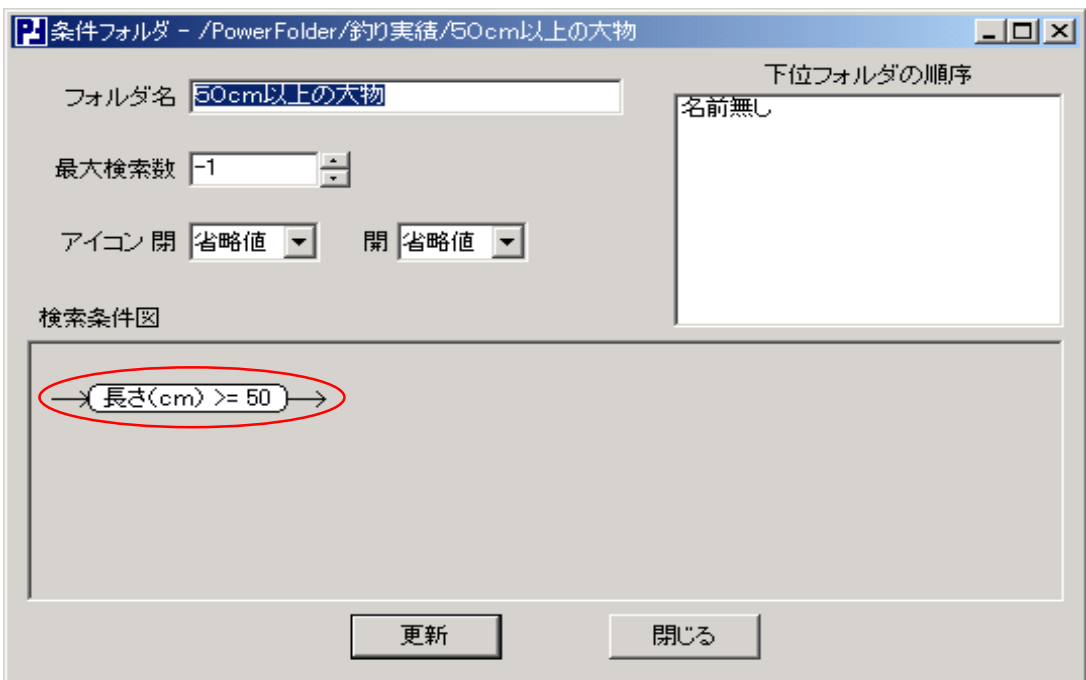 条件フォルダ - /PowerFolder/釣り実績/50cm以上の大物
フォルダ名 50cm以上の大物
下位フォルダの順序
名前無し
最大検索数 -1
アイコン 閉 省略値 開 省略値
検索条件図
長さ(cm) >= 50
更新 閉じる